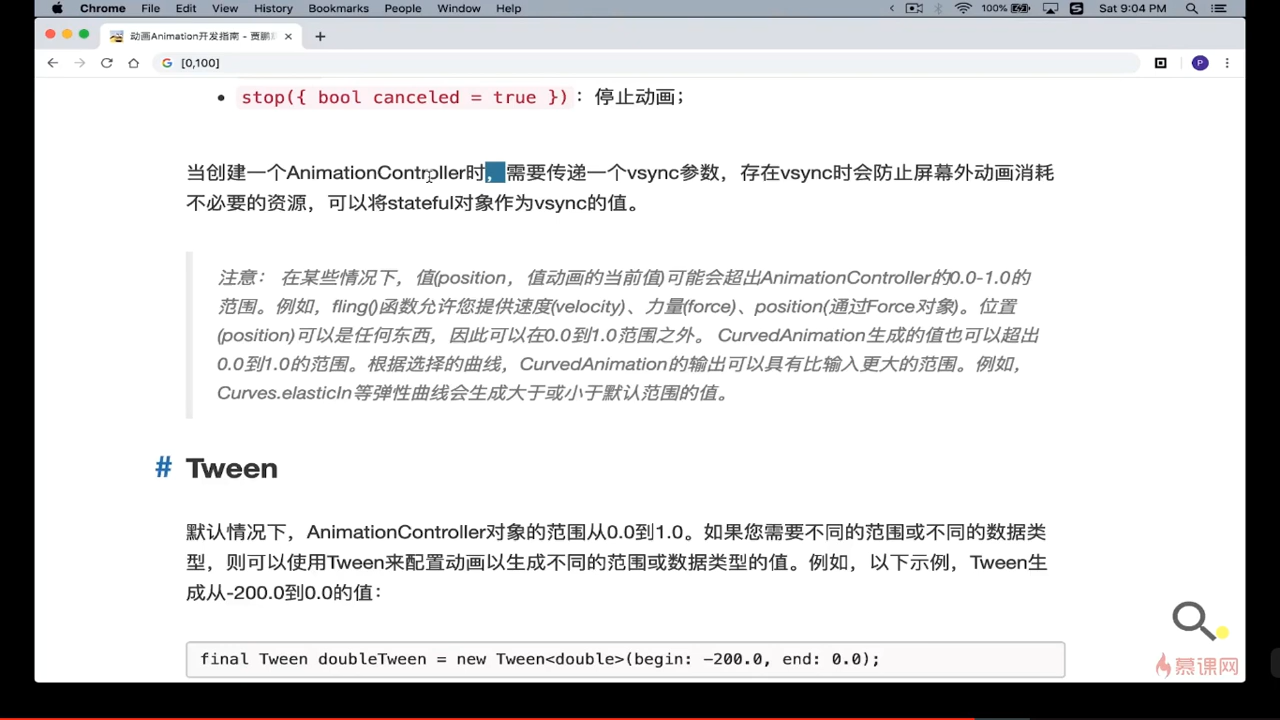 Chrome File Edit View History Bookmarks People Window Help 100% Sat 9:04 PM
动画Animation开发指南 - 贾鹏
[0,100]
P
• stop({ bool canceled = true })：停止动画；
当创建一个AnimationController时，需要传递一个vsync参数，存在vsync时会防止屏幕外动画消耗
不必要的资源，可以将stateful对象作为vsync的值。
注意： 在某些情况下，值(position，值动画的当前值)可能会超出AnimationController的0.0-1.0的
范围。例如，fling()函数允许您提供速度(velocity)、力量(force)、position(通过Force对象)。位置
(position)可以是任何东西，因此可以在0.0到1.0范围之外。 CurvedAnimation生成的值也可以超出
0.0到1.0的范围。根据选择的曲线，CurvedAnimation的输出可以具有比输入更大的范围。例如，
Curves.elasticIn等弹性曲线会生成大于或小于默认范围的值。
# Tween
默认情况下，AnimationController对象的范围从0.0到1.0。如果您需要不同的范围或不同的数据类
型，则可以使用Tween来配置动画以生成不同的范围或数据类型的值。例如，以下示例，Tween生
成从-200.0到0.0的值：
final Tween doubleTween = new Tween<double>(begin: -200.0, end: 0.0);
慕课网